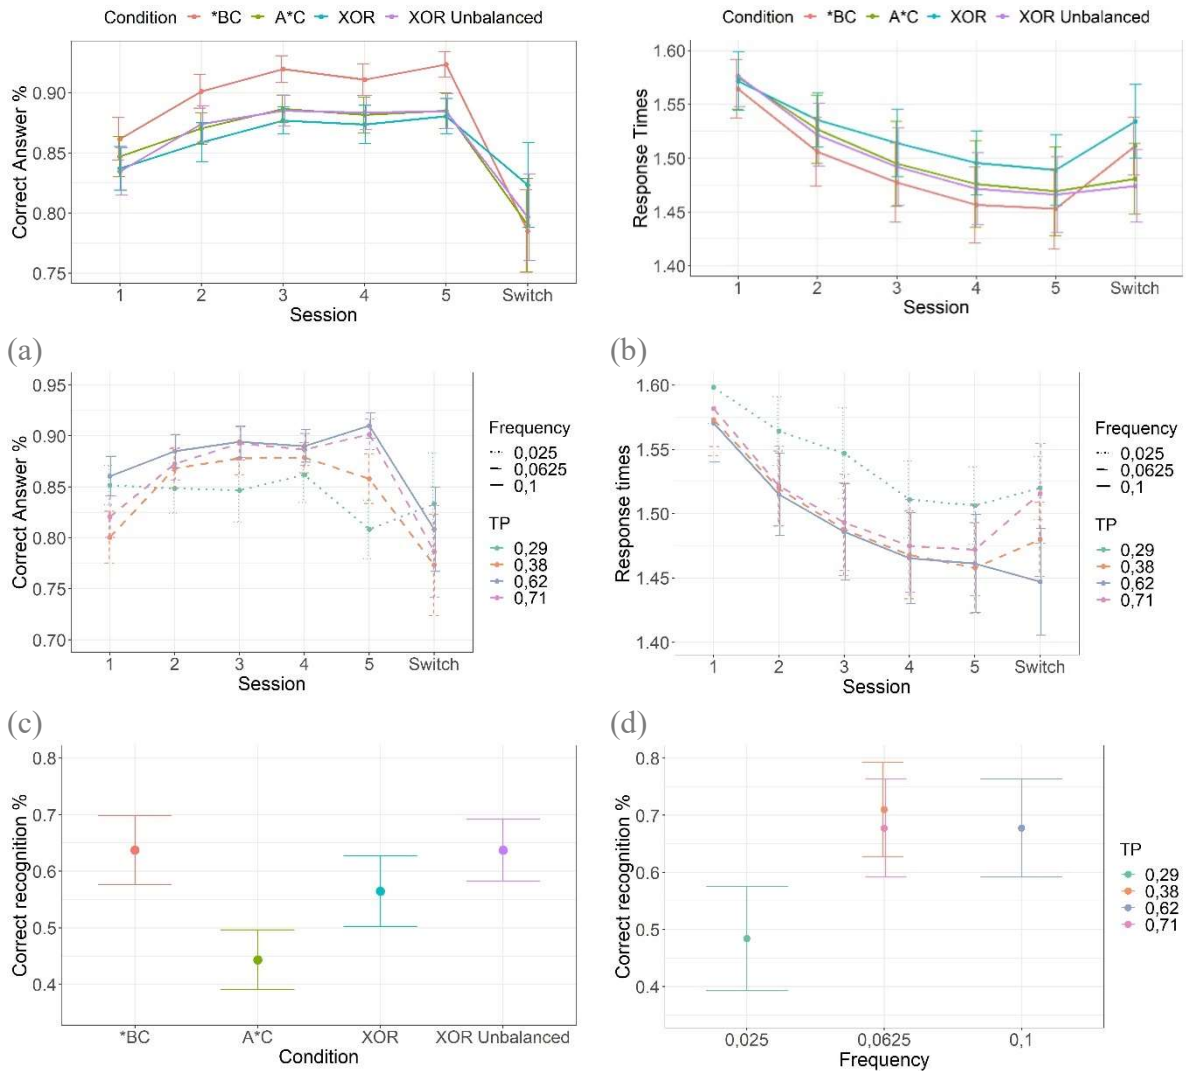 Condition *BC A*C XOR XOR Unbalanced
Correct Answer %
0.90
0.85
0.80
0.75
1 2 3 4 5 Switch
Session
Condition *BC A*C XOR XOR Unbalanced
Response Times
1.60
1.55
1.50
1.45
1.40
1 2 3 4 5 Switch
Session
(a)
(b)
Correct Answer %
0.95
0.90
0.85
0.80
0.75
0.70
1 2 3 4 5 Switch
Session
Frequency
0,025
0,0625
0,1
TP
0,29
0,38
0,62
0,71
Response times
1.60
1.55
1.50
1.45
1.40
1 2 3 4 5 Switch
Session
Frequency
0,025
0,0625
0,1
TP
0,29
0,38
0,62
0,71
(c)
(d)
Correct recognition %
0.8
0.7
0.6
0.5
0.4
*BC A*C XOR XOR Unbalanced
Condition
Correct recognition %
0.8
0.7
0.6
0.5
0.4
0,025 0,0625 0,1
Frequency
TP
0,29
0,38
0,62
0,71